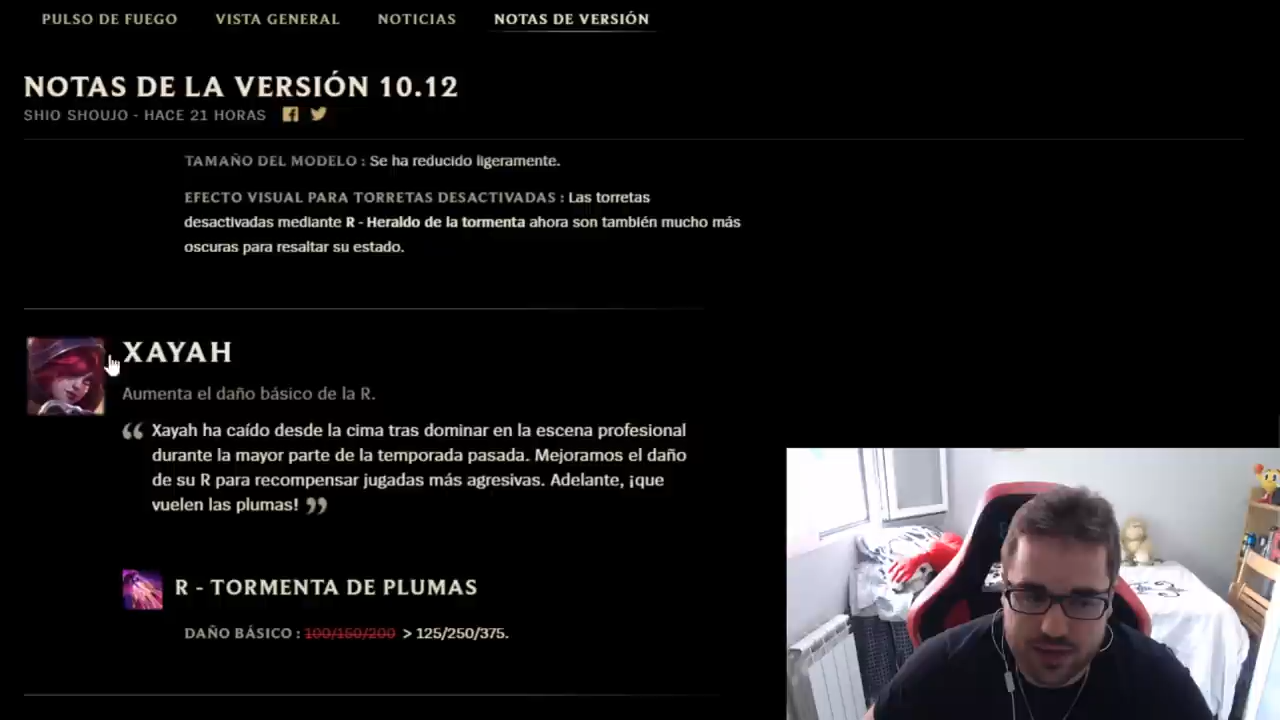 PULSO DE FUEGO VISTA GENERAL NOTICIAS NOTAS DE VERSIÓN
NOTAS DE LA VERSIÓN 10.12
SHIO SHOUJO - HACE 21 HORAS
TAMAÑO DEL MODELO : Se ha reducido ligeramente.
EFECTO VISUAL PARA TORRETAS DESACTIVADAS : Las torretas
desactivadas mediante R - Heraldo de la tormenta ahora son también mucho más
oscuras para resaltar su estado.
XAYAH
Aumenta el daño básico de la R.
“ Xayah ha caído desde la cima tras dominar en la escena profesional
durante la mayor parte de la temporada pasada. Mejoramos el daño
de su R para recompensar jugadas más agresivas. Adelante, ¡que
vuelen las plumas! ”
R - TORMENTA DE PLUMAS
DAÑO BÁSICO : 100/150/200 > 125/250/375.